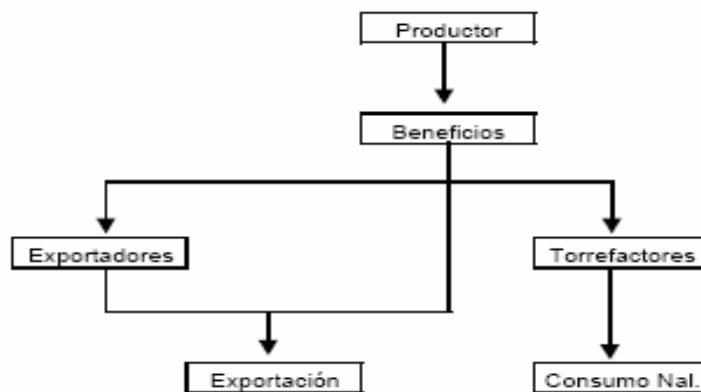 Productor
Beneficios
Exportadores
Torrefactores
Exportación
Consumo Nal.